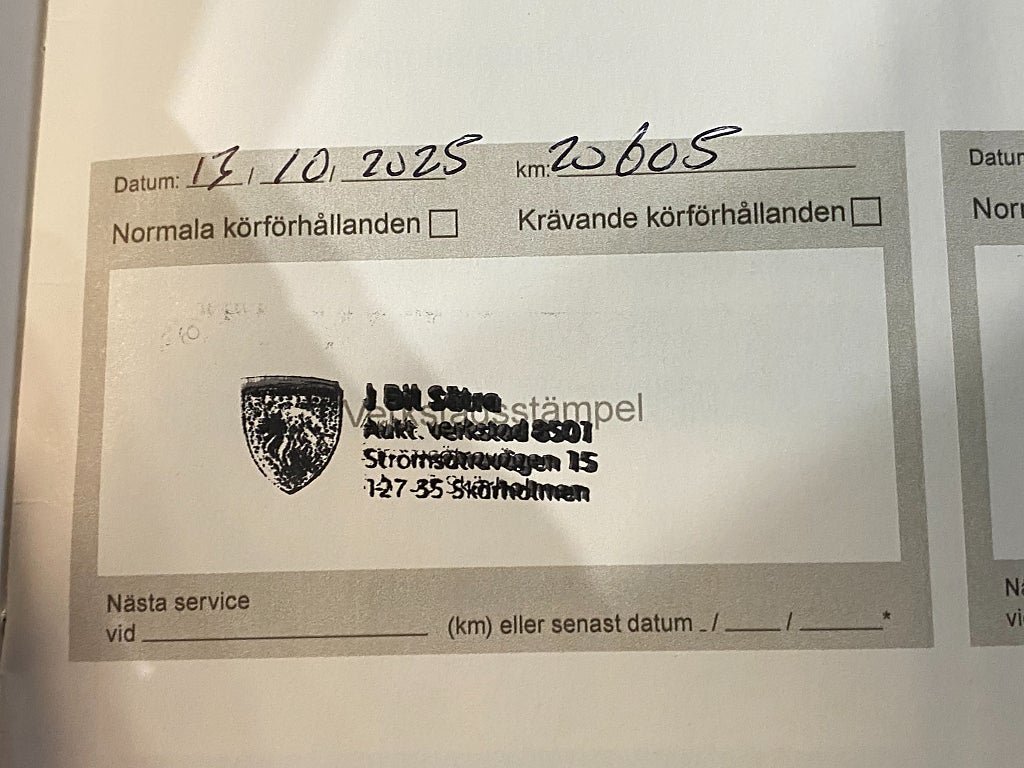 Datum: 13, 10, 2025 km: 20605
Normala körförhållanden Krävande körförhållanden
Verkstadsstämpel
J Bil Sätra
Aukt. verkstad 8501
Strömsätravägen 15
127 35 Skärholmen
Nästa service
vid (km) eller senast datum / / *
Datum
Nor
Nä
vi